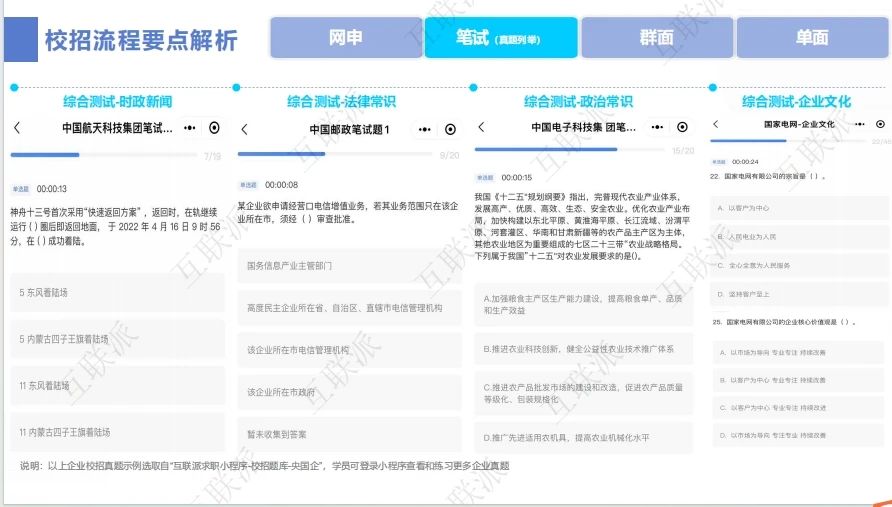 校招流程要点解析
网申
笔试（真题列举）
群面
单面
综合测试-时政新闻
中国航天科技集团笔试...
7/19
单选题 00:00:13
神舟十三号首次采用“快速返回方案”，返回时，在轨继续
运行()圈后即返回地面，于 2022 年 4 月 16 日 9 时 56
分，在()成功着陆。
5 东风着陆场
5 内蒙古四子王旗着陆场
11 东风着陆场
11 内蒙古四子王旗着陆场
综合测试-法律常识
中国邮政笔试题1
9/20
单选题 00:00:08
某企业欲申请经营口电信增值业务，若其业务范围只在该企
业所在市，须经（）审查批准。
国务信息产业主管部门
高度民主企业所在省、自治区、直辖市电信管理机构
该企业所在市电信管理机构
该企业所在市政府
暂未收集到答案
综合测试-政治常识
中国电子科技集 团笔...
15/20
单选题 00:00:15
我国《十二五"规划纲要》指出，完善现代农业产业体系，
发展高产、优质、高效、生态、安全农业。优化农业产业布
局，加快构建以东北平原、黄淮海平原、长江流域、汾渭平
原、河套灌区、华南和甘肃新疆等的农产品主产区为主体，
其他农业地区为重要组成的七区二十三带"农业战略格局。
下列属于我国"十二五"对农业发展要求的是()。
A.加强粮食主产区生产能力建设，提高粮食单产、品质
和生产效益
B.推进农业科技创新，健全公益性农业技术推广体系
C.推进农产品批发市场的建设和改造，促进农产品质量
等级化、包装规格化
D.推广先进适用农机具，提高农业机械化水平
综合测试-企业文化
国家电网-企业文化
22/46
单选题 00:00:24
22. 国家电网有限公司的宗旨是（ ）。
A. 以客户为中心
B. 人民电业为人民
C. 全心全意为人民服务
D. 坚持客户至上
25. 国家电网有限公司的企业核心价值观是（ ）。
A. 以市场为导向 专业专注 持续改善
B. 以客户为中心 专业专注 持续改善
C. 以客户为中心 专业专注 持续改进
D. 以市场为导向 专注专业 持续改善
说明：以上企业校招真题示例选取自“互联派求职小程序-校招题库-央国企”，学员可登录小程序查看和练习更多企业真题
互联派
互联派
互联派
互联派
互联派
互联派
互联派
互联派